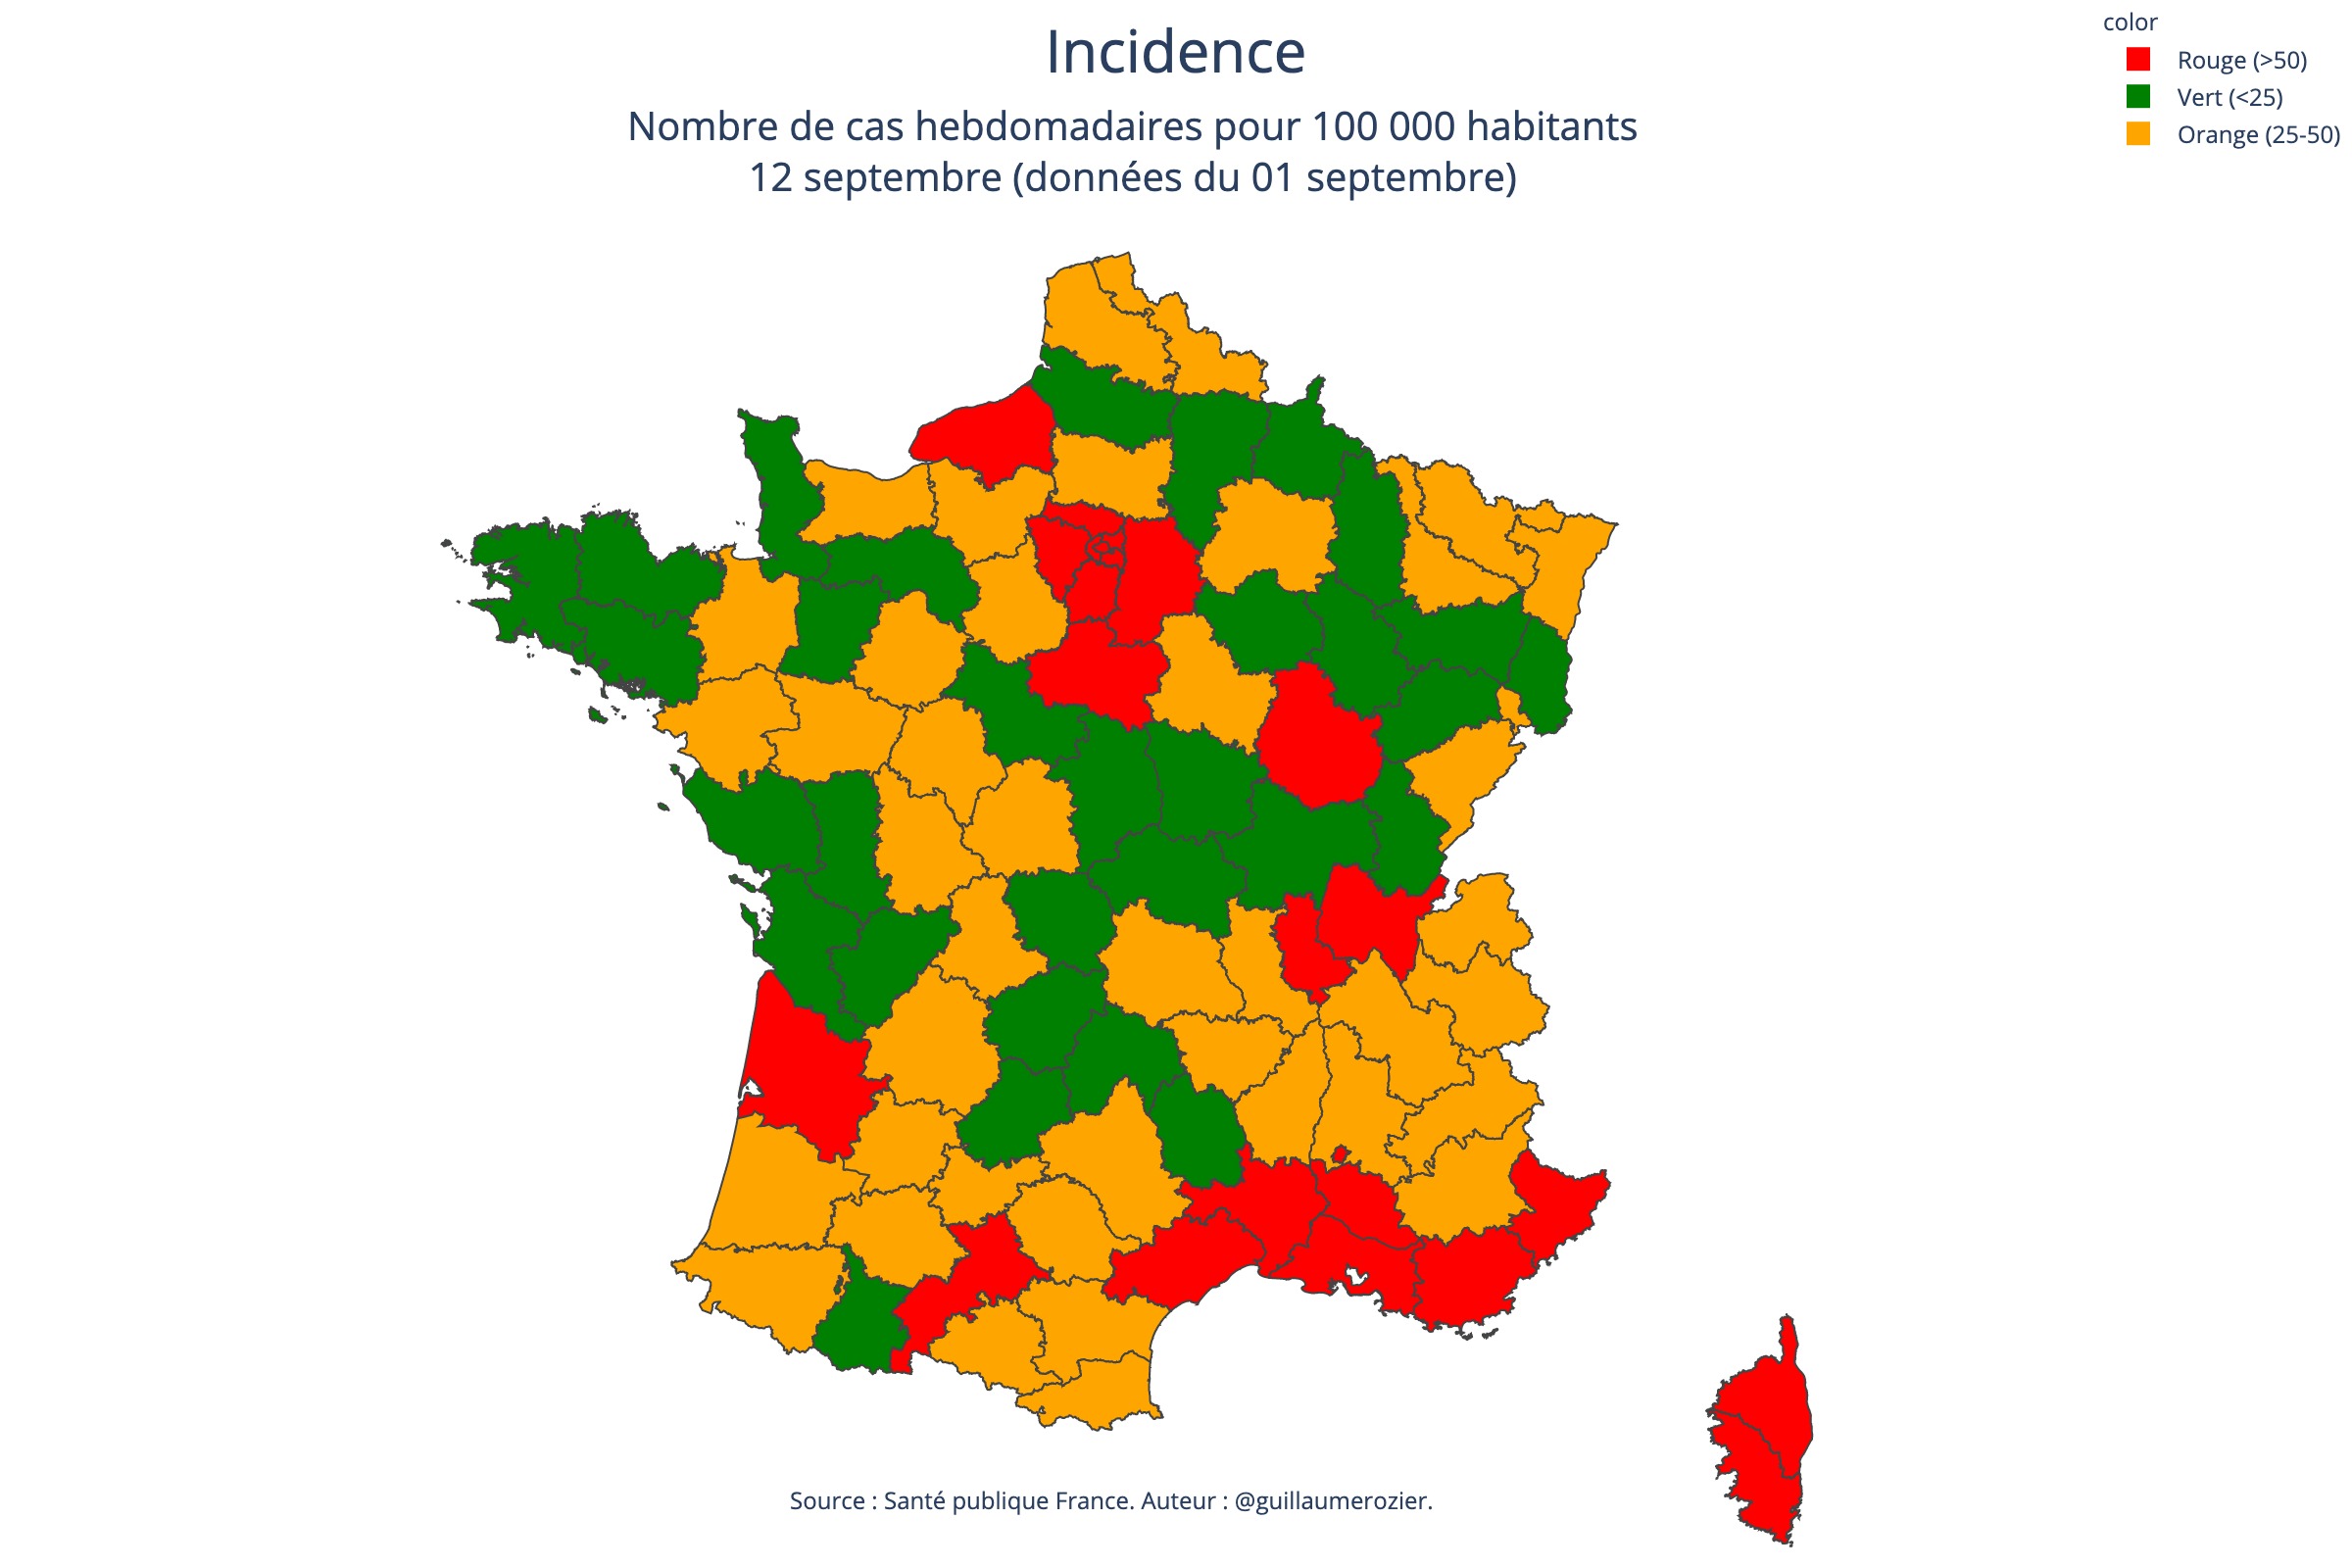 Incidence
Nombre de cas hebdomadaires pour 100 000 habitants
12 septembre (données du 01 septembre)
color
Rouge (>50)
Vert (<25)
Orange (25-50)
Source : Santé publique France. Auteur : @guillaumerozier.